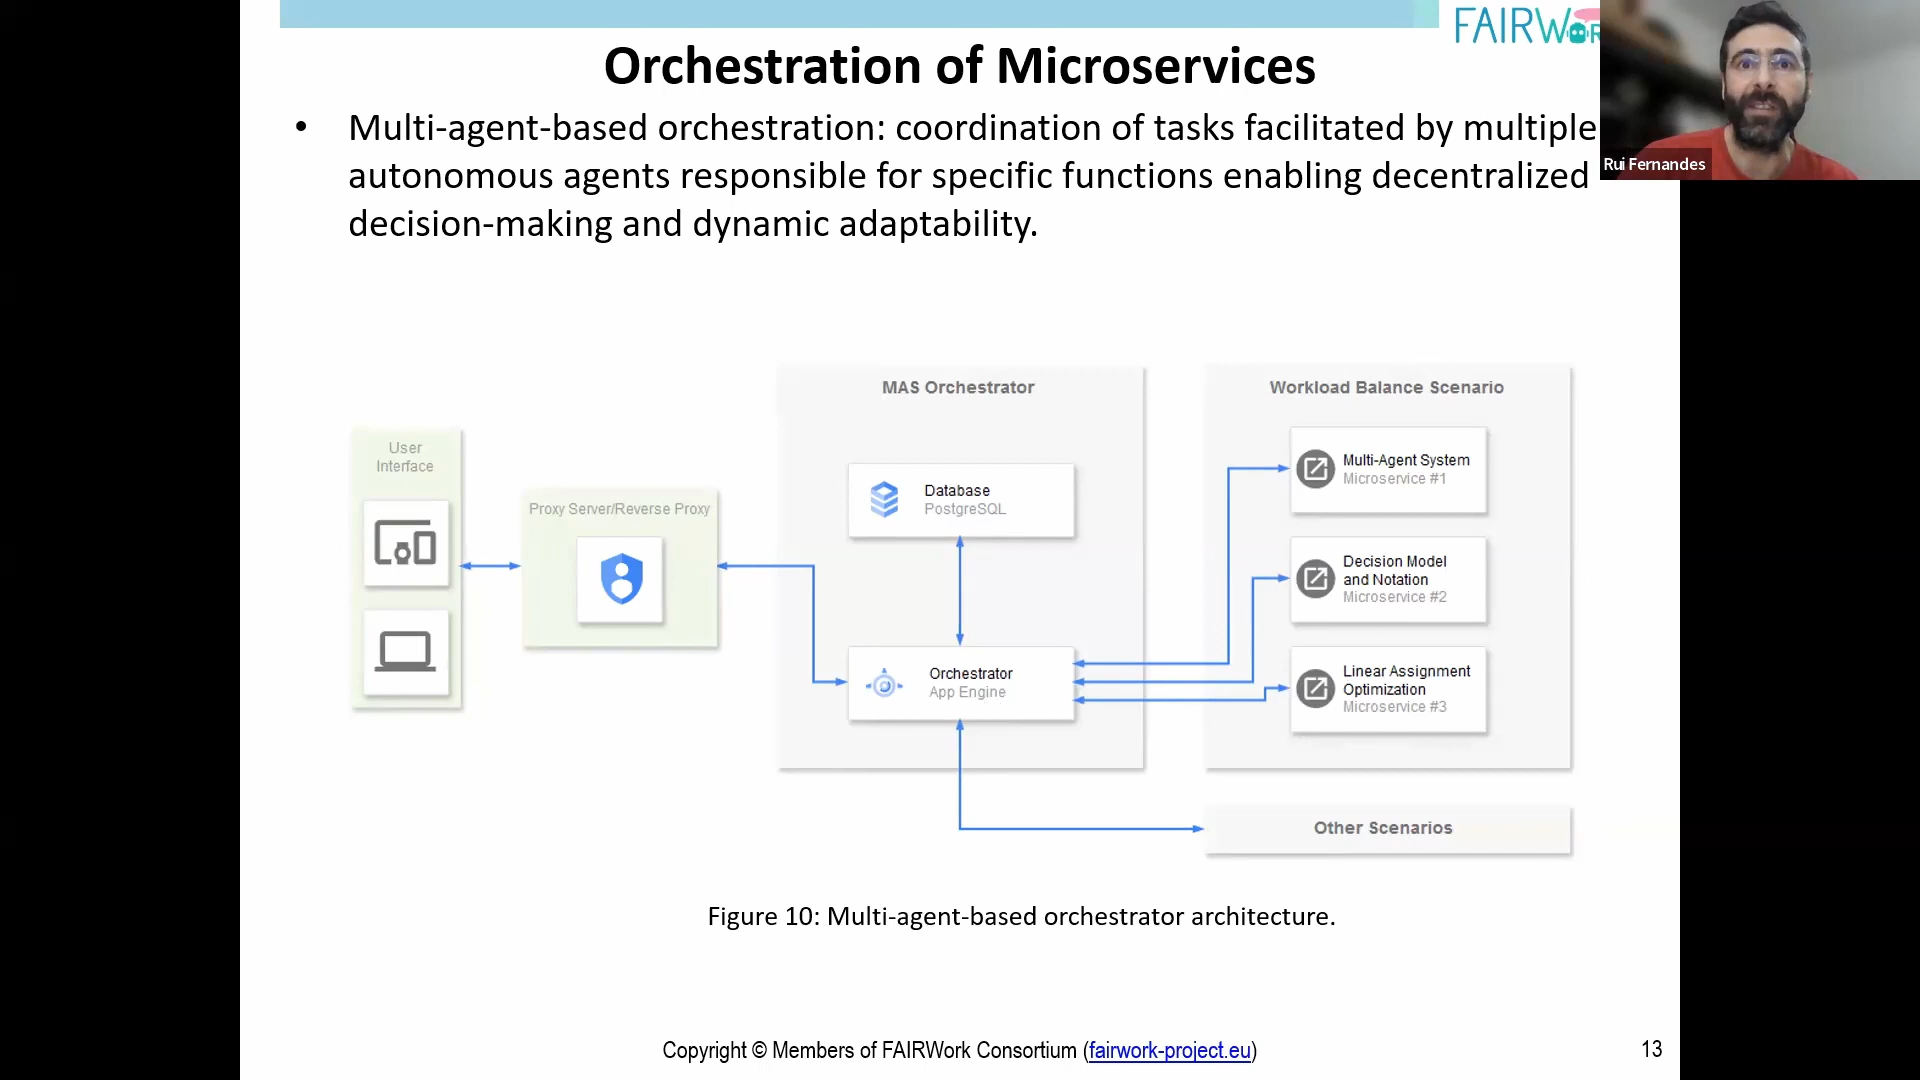 FAIRWor
Orchestration of Microservices
• Multi-agent-based orchestration: coordination of tasks facilitated by multiple
autonomous agents responsible for specific functions enabling decentralized
decision-making and dynamic adaptability.
Rui Fernandes
User
Interface
Proxy Server/Reverse Proxy
MAS Orchestrator
Database
PostgreSQL
Orchestrator
App Engine
Workload Balance Scenario
Multi-Agent System
Microservice #1
Decision Model
and Notation
Microservice #2
Linear Assignment
Optimization
Microservice #3
Other Scenarios
Figure 10: Multi-agent-based orchestrator architecture.
Copyright © Members of FAIRWork Consortium (fairwork-project.eu)
13